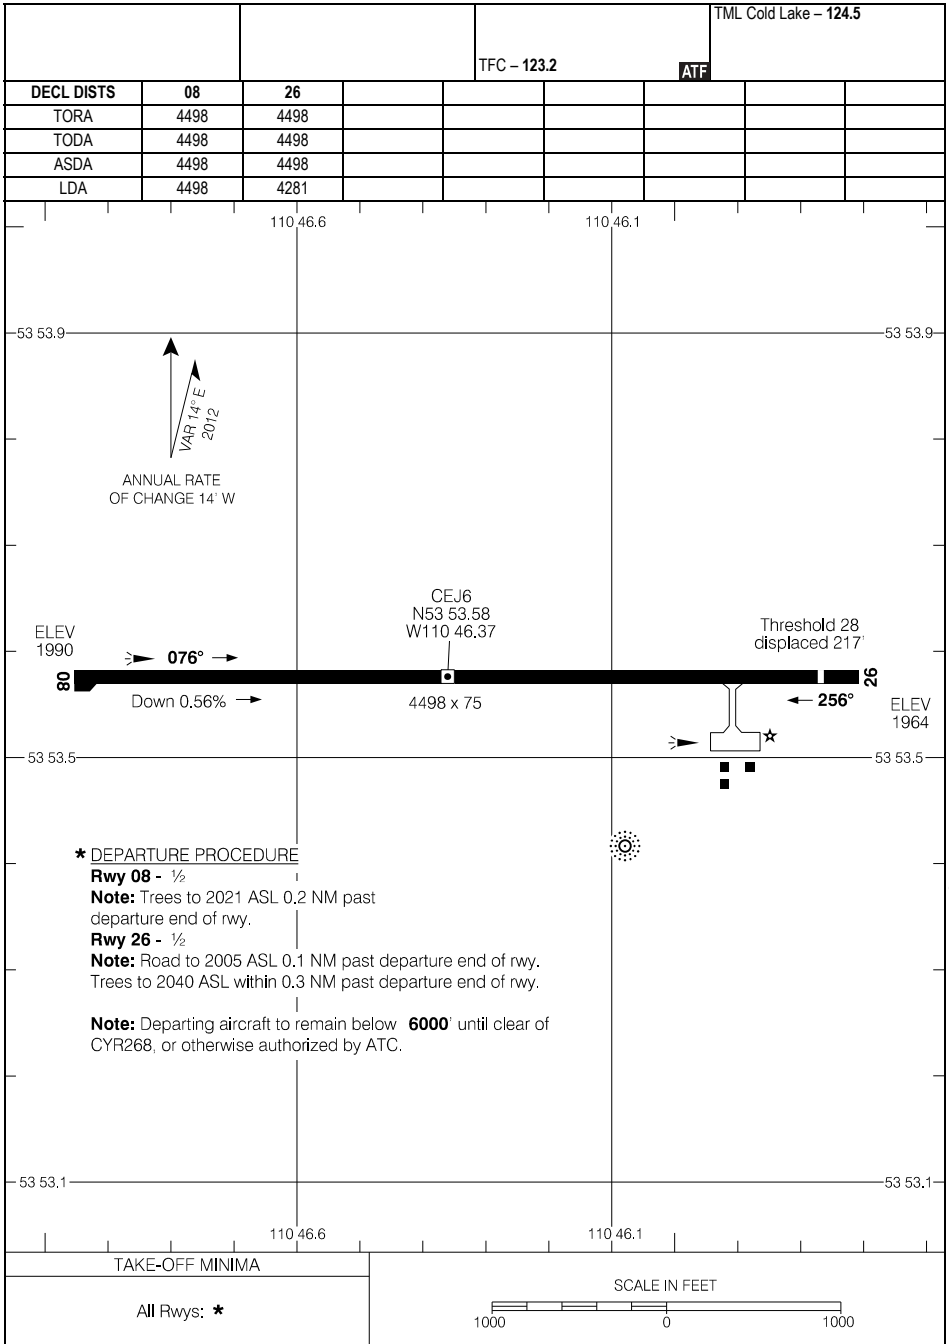 TML Cold Lake – 124.5
TFC – 123.2
ATF
DECL DISTS 08 26
TORA 4498 4498
TODA 4498 4498
ASDA 4498 4498
LDA 4498 4281
110 46.6 110 46.1
53 53.9 53 53.9
VAR 14° E
2012
ANNUAL RATE
OF CHANGE 14' W
CEJ6
N53 53.58
W110 46.37
ELEV
1990
Threshold 28
displaced 217'
076°
08
26
Down 0.56%
4498 x 75
256°
ELEV
1964
53 53.5 53 53.5
* DEPARTURE PROCEDURE
Rwy 08 - ½
Note: Trees to 2021 ASL 0.2 NM past
departure end of rwy.
Rwy 26 - ½
Note: Road to 2005 ASL 0.1 NM past departure end of rwy.
Trees to 2040 ASL within 0.3 NM past departure end of rwy.
Note: Departing aircraft to remain below 6000' until clear of
CYR268, or otherwise authorized by ATC.
53 53.1 53 53.1
110 46.6 110 46.1
TAKE-OFF MINIMA
All Rwys: *
SCALE IN FEET
1000 0 1000